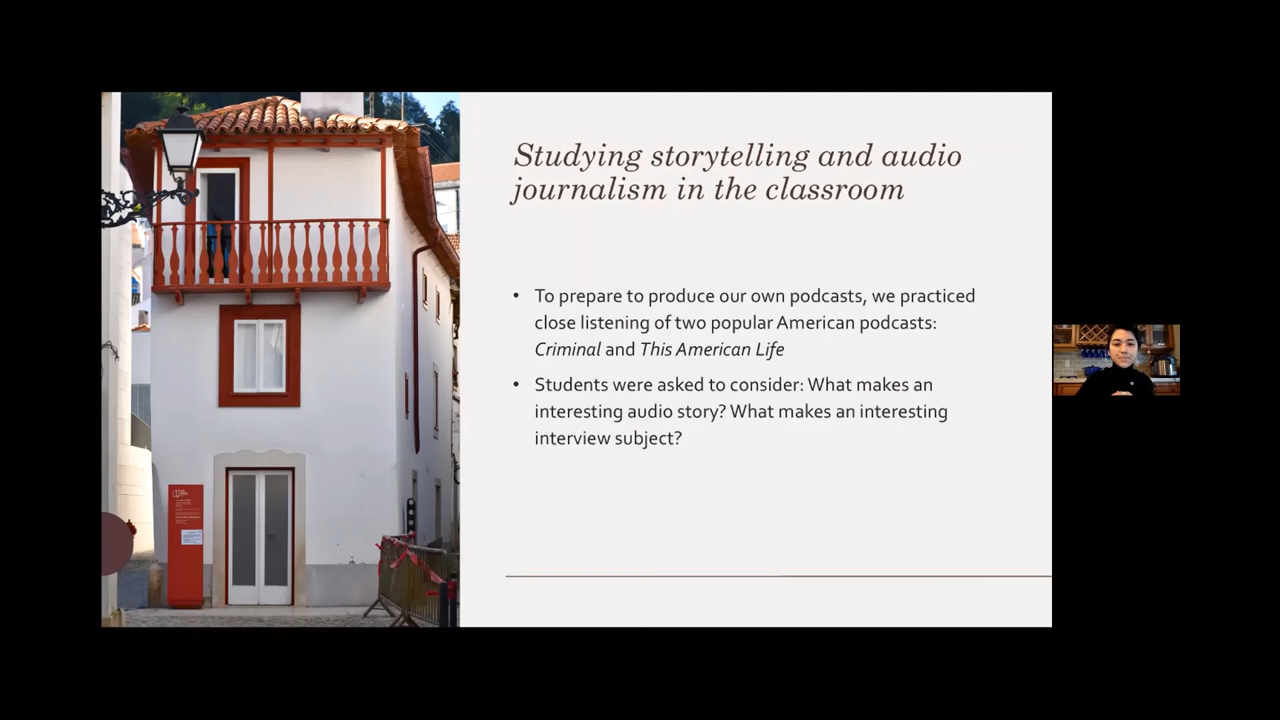 Studying storytelling and audio
journalism in the classroom
• To prepare to produce our own podcasts, we practiced
close listening of two popular American podcasts:
Criminal and This American Life
• Students were asked to consider: What makes an
interesting audio story? What makes an interesting
interview subject?